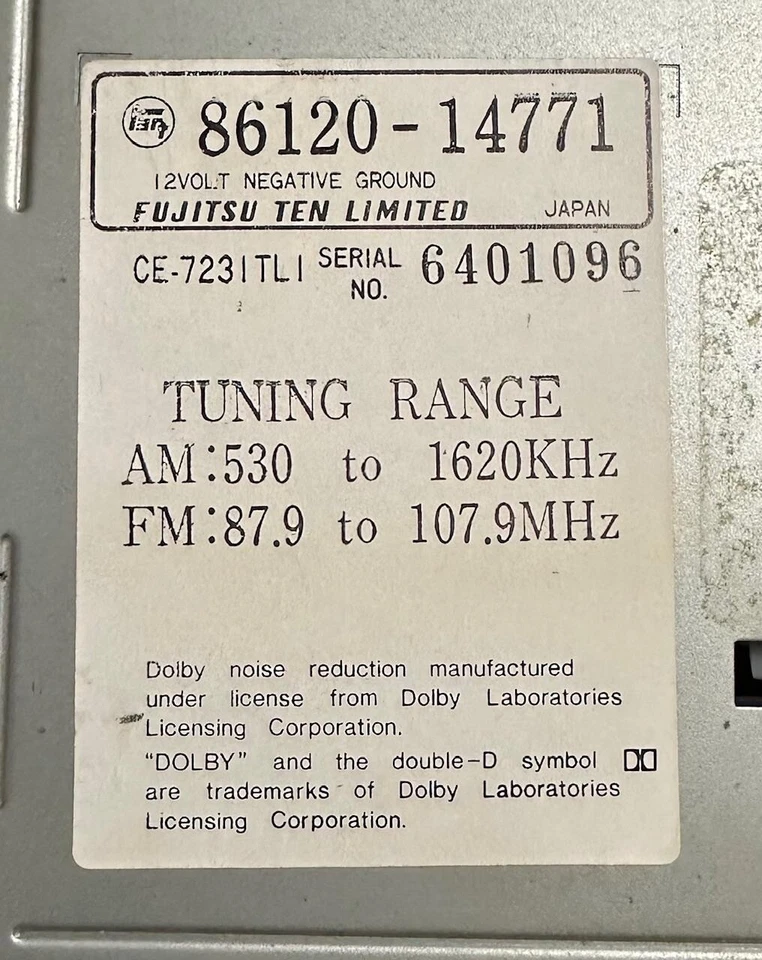 TEQ 86120-14771
12VOLT NEGATIVE GROUND
FUJITSU TEN LIMITED JAPAN
CE-7231TL1 SERIAL NO. 6401096
TUNING RANGE
AM:530 to 1620KHz
FM:87.9 to 107.9MHz
Dolby noise reduction manufactured
under license from Dolby Laboratories
Licensing Corporation.
"DOLBY" and the double-D symbol
are trademarks of Dolby Laboratories
Licensing Corporation.